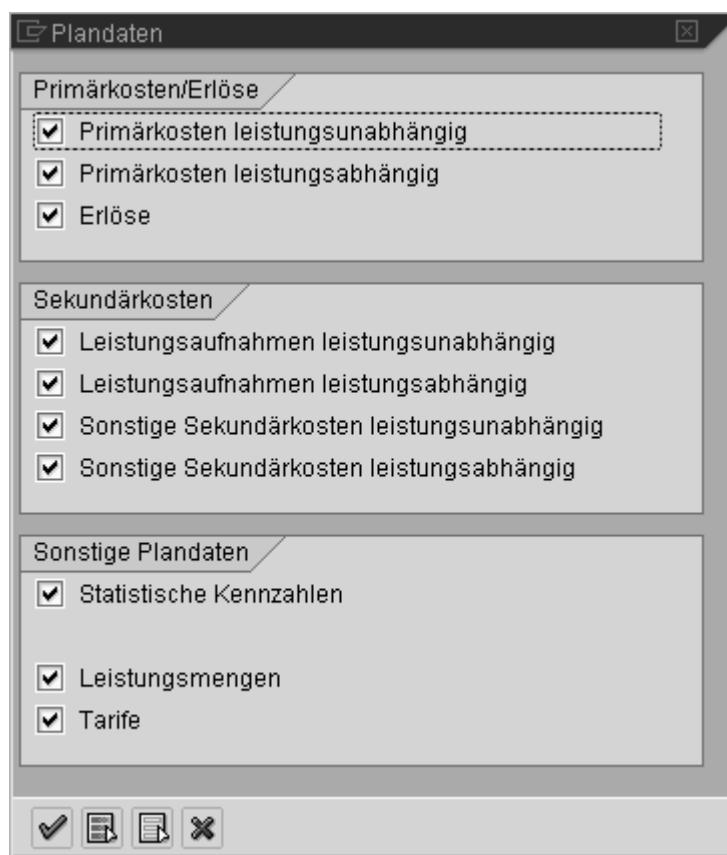 Plandaten
Primärkosten/Erlöse
Primärkosten leistungsunabhängig
Primärkosten leistungsabhängig
Erlöse
Sekundärkosten
Leistungsaufnahmen leistungsunabhängig
Leistungsaufnahmen leistungsabhängig
Sonstige Sekundärkosten leistungsunabhängig
Sonstige Sekundärkosten leistungsabhängig
Sonstige Plandaten
Statistische Kennzahlen
Leistungsmengen
Tarife